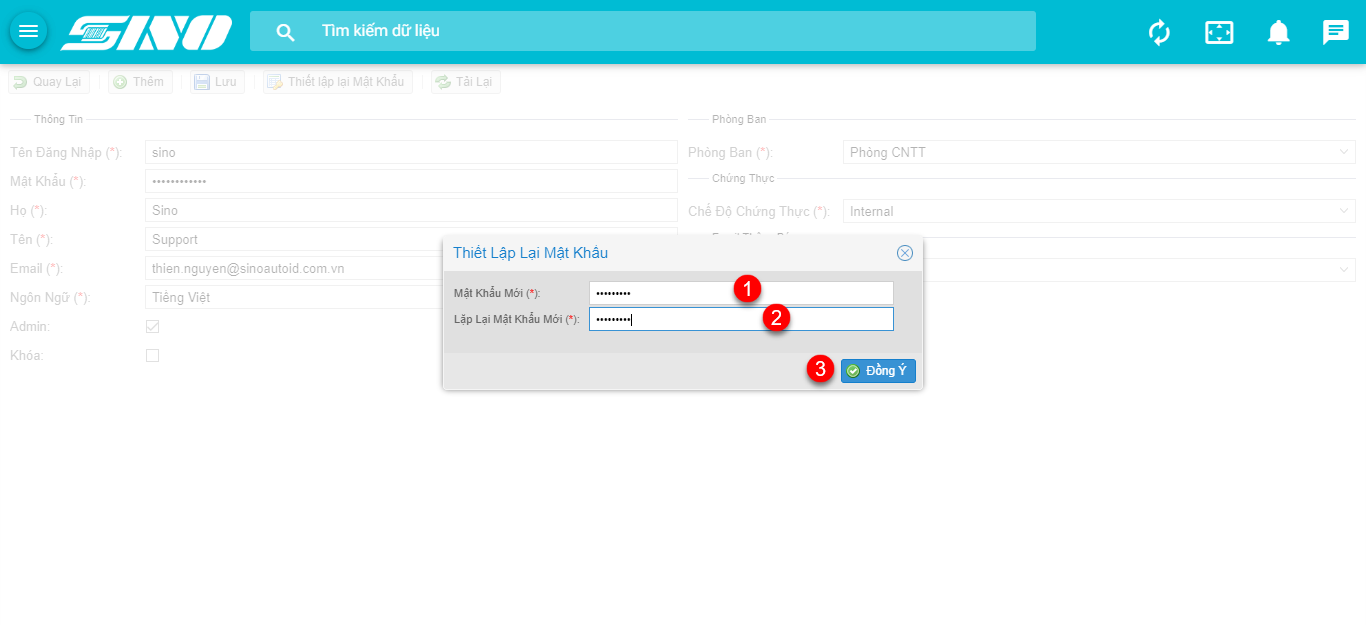 SINO
Tìm kiếm dữ liệu
Quay Lại
Thêm
Lưu
Thiết lập lại Mật Khẩu
Tải Lại
Thông Tin
Tên Đăng Nhập (*):
sino
Mật Khẩu (*):
••••••••••••
Họ (*):
Sino
Tên (*):
Support
Email (*):
thien.nguyen@sinoautoid.com.vn
Ngôn Ngữ (*):
Tiếng Việt
Admin:
Khóa:
Phòng Ban
Phòng Ban (*):
Phòng CNTT
Chứng Thực
Chế Độ Chứng Thực (*):
Internal
Thiết Lập Lại Mật Khẩu
Mật Khẩu Mới (*):
•••••••••
1
Lặp Lại Mật Khẩu Mới (*):
•••••••••
2
3
Đồng Ý